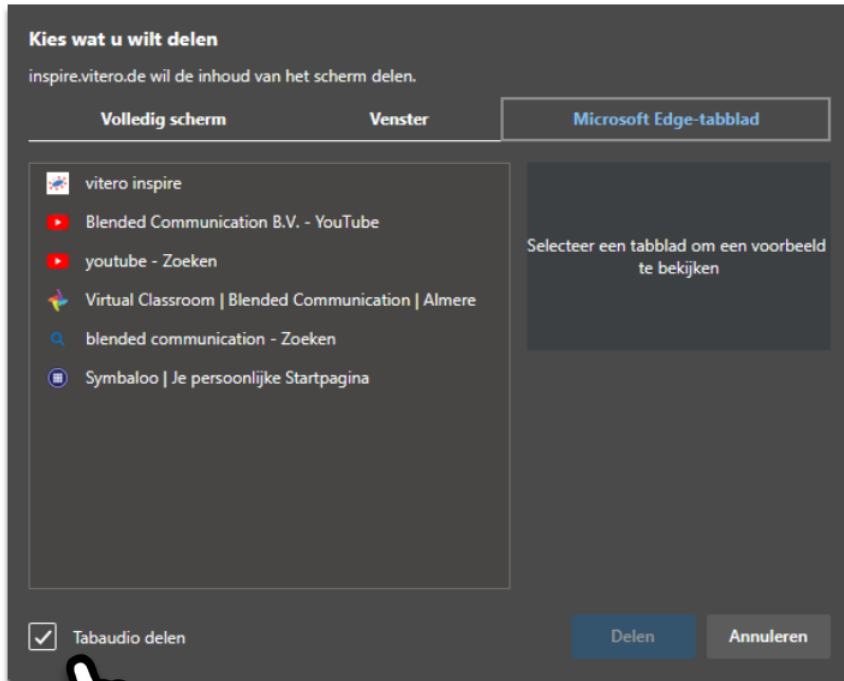 Kies wat u wilt delen
inspire.vitero.de wil de inhoud van het scherm delen.
Volledig scherm
Venster
Microsoft Edge-tabblad
vitero inspire
Blended Communication B.V. - YouTube
youtube - Zoeken
Virtual Classroom | Blended Communication | Almere
blended communication - Zoeken
Symbaloo | Je persoonlijke Startpagina
Selecteer een tabblad om een voorbeeld
te bekijken
Tabaudio delen
Delen
Annuleren